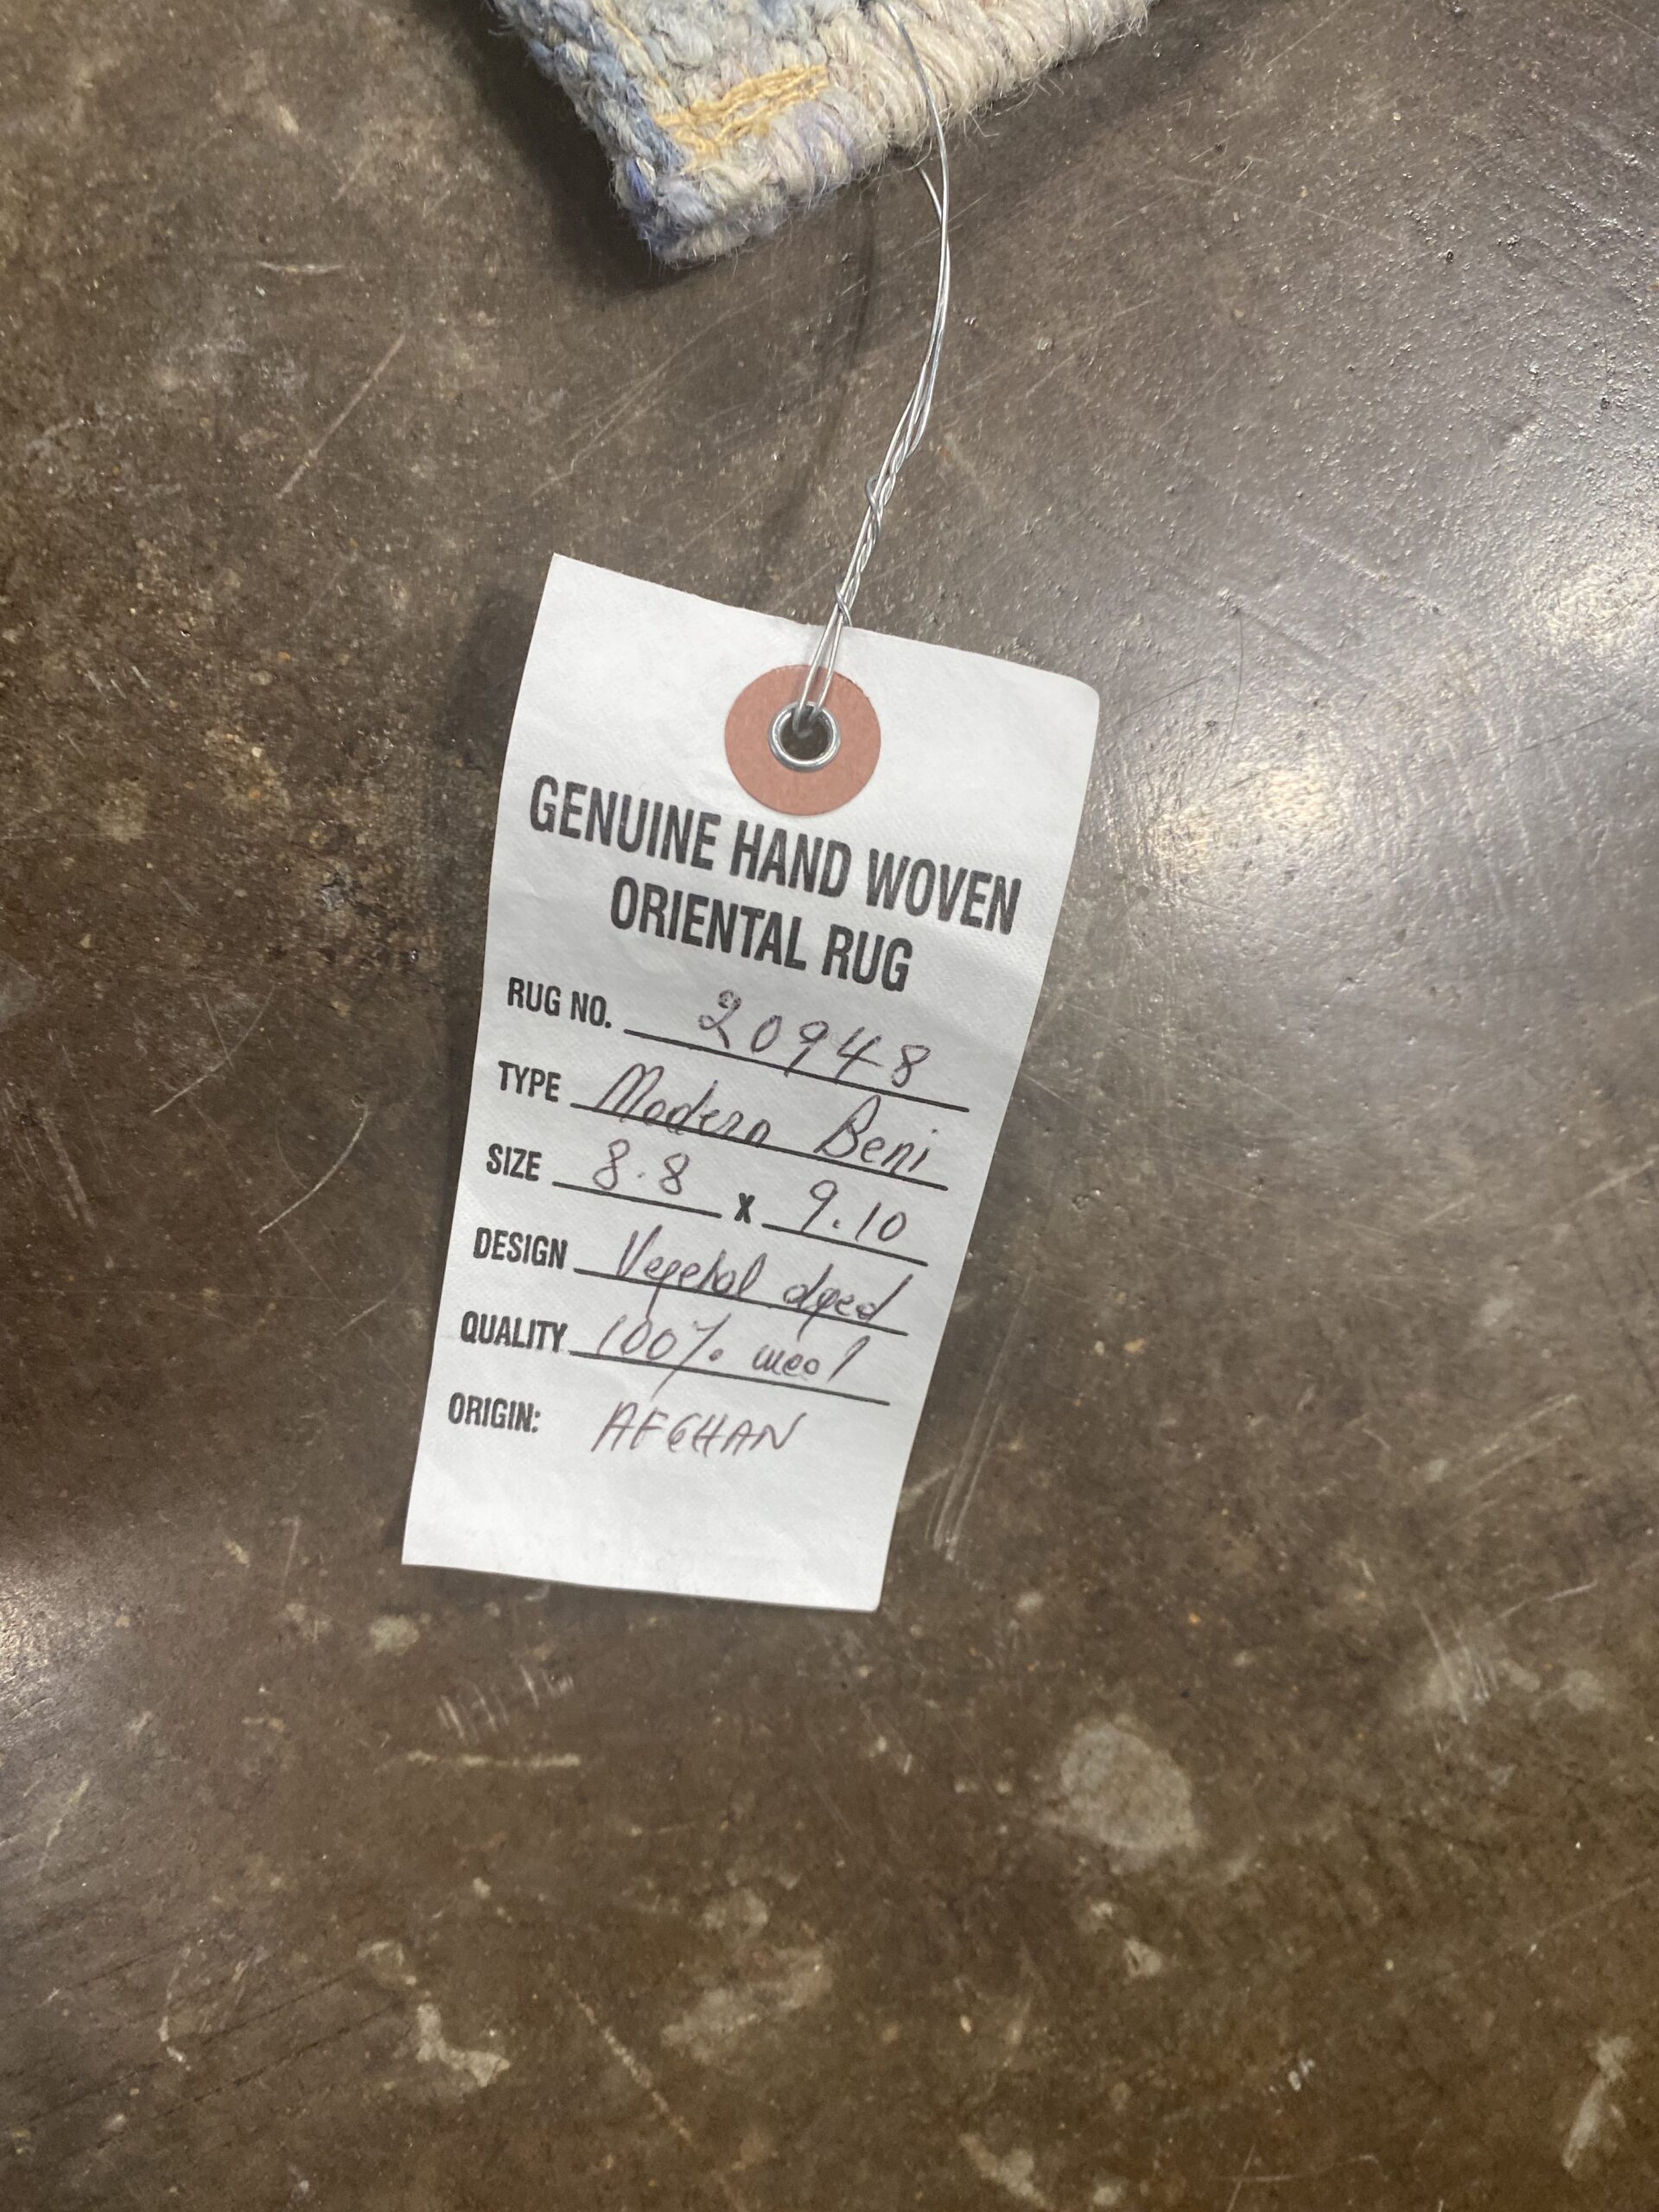 GENUINE HAND WOVEN
ORIENTAL RUG
RUG NO. 20948
TYPE Modern Beni
SIZE 8.8 X 9.10
DESIGN Vegetal dyed
QUALITY 100% wool
ORIGIN: AFGHAN